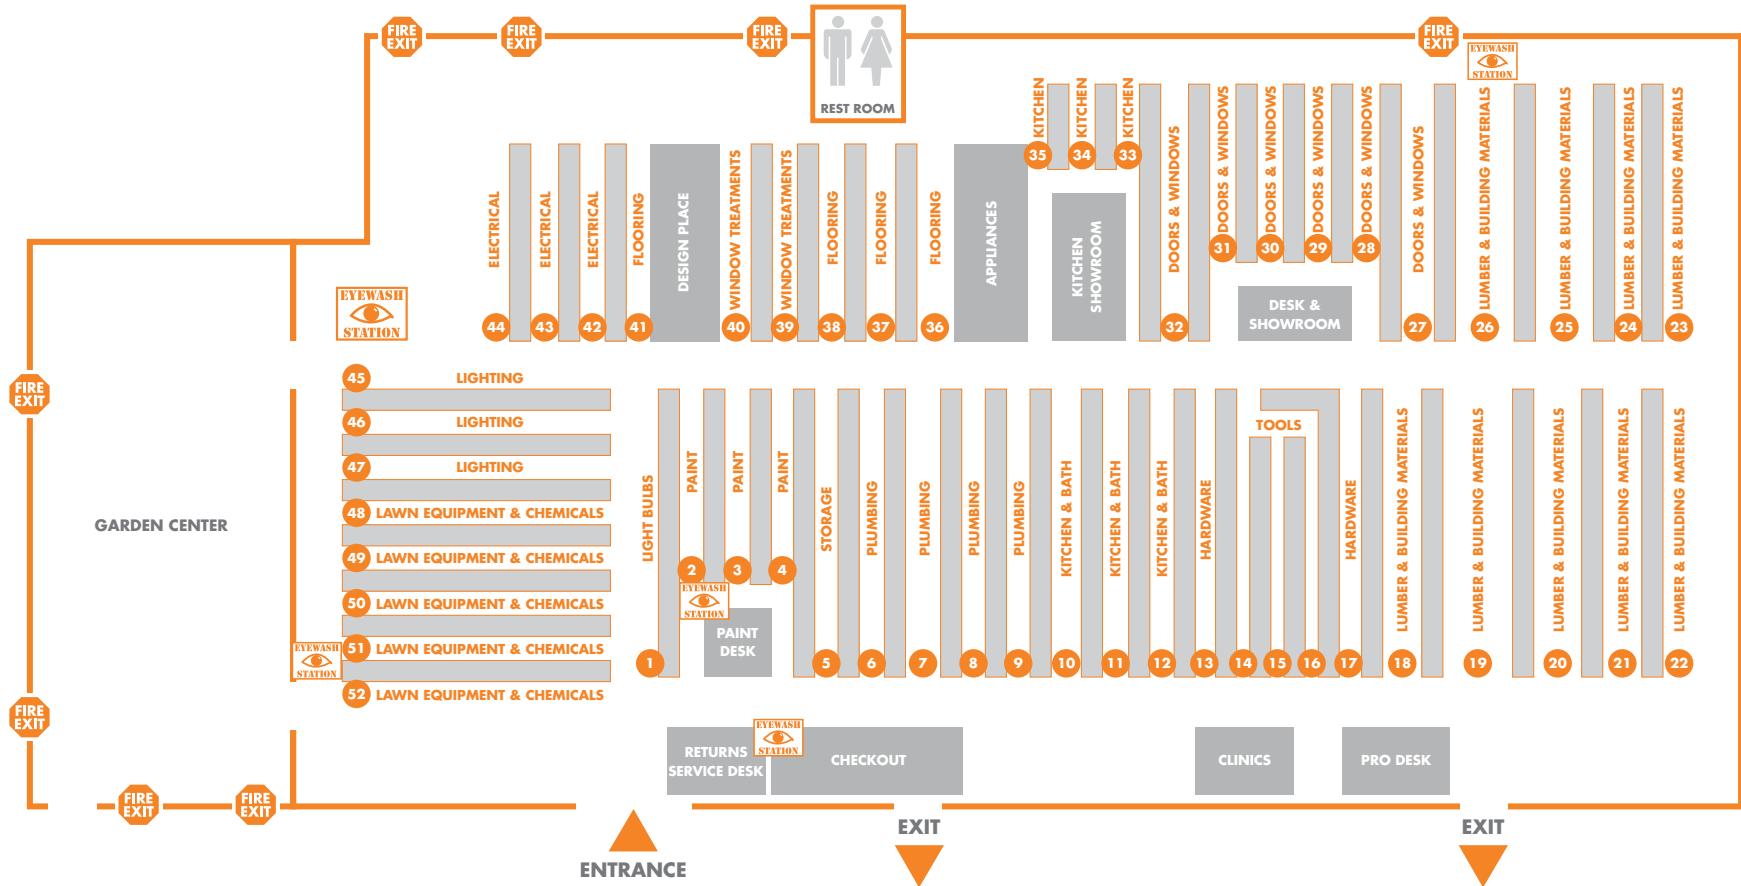 FIRE
EXIT
FIRE
EXIT
FIRE
EXIT
FIRE
EXIT
REST ROOM
EYEWASH
STATION
KITCHEN
KITCHEN
KITCHEN
35
34
33
DOORS & WINDOWS
DOORS & WINDOWS
DOORS & WINDOWS
DOORS & WINDOWS
DOORS & WINDOWS
DOORS & WINDOWS
31
30
29
28
LUMBER & BUILDING MATERIALS
LUMBER & BUILDING MATERIALS
LUMBER & BUILDING MATERIALS
LUMBER & BUILDING MATERIALS
ELECTRICAL
ELECTRICAL
ELECTRICAL
FLOORING
DESIGN PLACE
WINDOW TREATMENTS
WINDOW TREATMENTS
FLOORING
FLOORING
FLOORING
APPLIANCES
KITCHEN
SHOWROOM
DESK &
SHOWROOM
EYEWASH
STATION
44
43
42
41
40
39
38
37
36
32
27
26
25
24
23
FIRE
EXIT
45
LIGHTING
46
LIGHTING
47
LIGHTING
48
LAWN EQUIPMENT & CHEMICALS
49
LAWN EQUIPMENT & CHEMICALS
50
LAWN EQUIPMENT & CHEMICALS
51
LAWN EQUIPMENT & CHEMICALS
52
LAWN EQUIPMENT & CHEMICALS
GARDEN CENTER
EYEWASH
STATION
LIGHT BULBS
PAINT
PAINT
PAINT
STORAGE
PLUMBING
PLUMBING
PLUMBING
PLUMBING
KITCHEN & BATH
KITCHEN & BATH
KITCHEN & BATH
HARDWARE
TOOLS
HARDWARE
LUMBER & BUILDING MATERIALS
LUMBER & BUILDING MATERIALS
LUMBER & BUILDING MATERIALS
LUMBER & BUILDING MATERIALS
LUMBER & BUILDING MATERIALS
2
3
4
EYEWASH
STATION
PAINT
DESK
1
5
6
7
8
9
10
11
12
13
14
15
16
17
18
19
20
21
22
FIRE
EXIT
RETURNS
SERVICE DESK
EYEWASH
STATION
CHECKOUT
CLINICS
PRO DESK
FIRE
EXIT
FIRE
EXIT
ENTRANCE
EXIT
EXIT